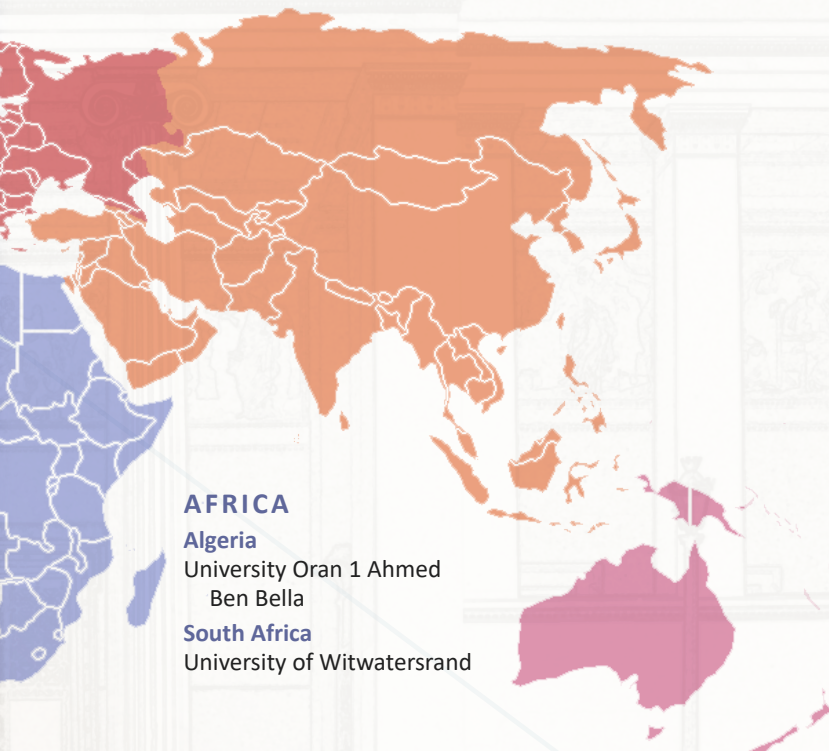 AFRICA
Algeria
University Oran 1 Ahmed
Ben Bella
South Africa
University of Witwatersrand